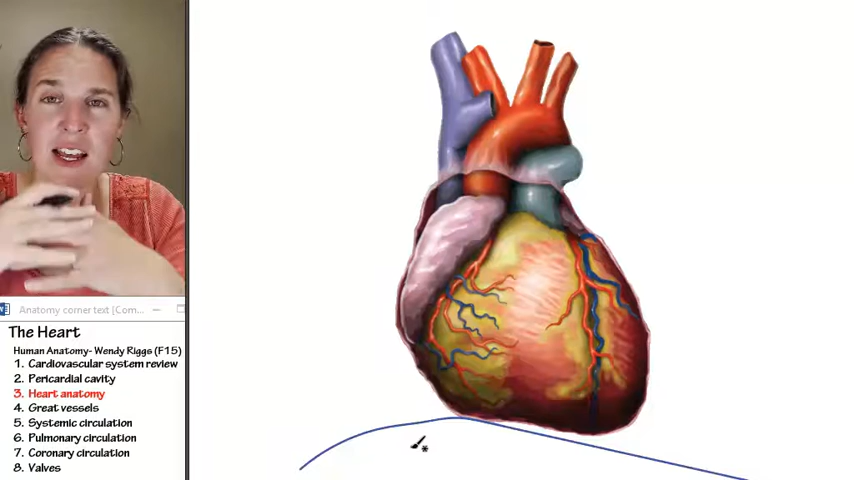 Anatomy corner text [Com...
The Heart
Human Anatomy- Wendy Riggs (F15)
1. Cardiovascular system review
2. Pericardial cavity
3. Heart anatomy
4. Great vessels
5. Systemic circulation
6. Pulmonary circulation
7. Coronary circulation
8. Valves